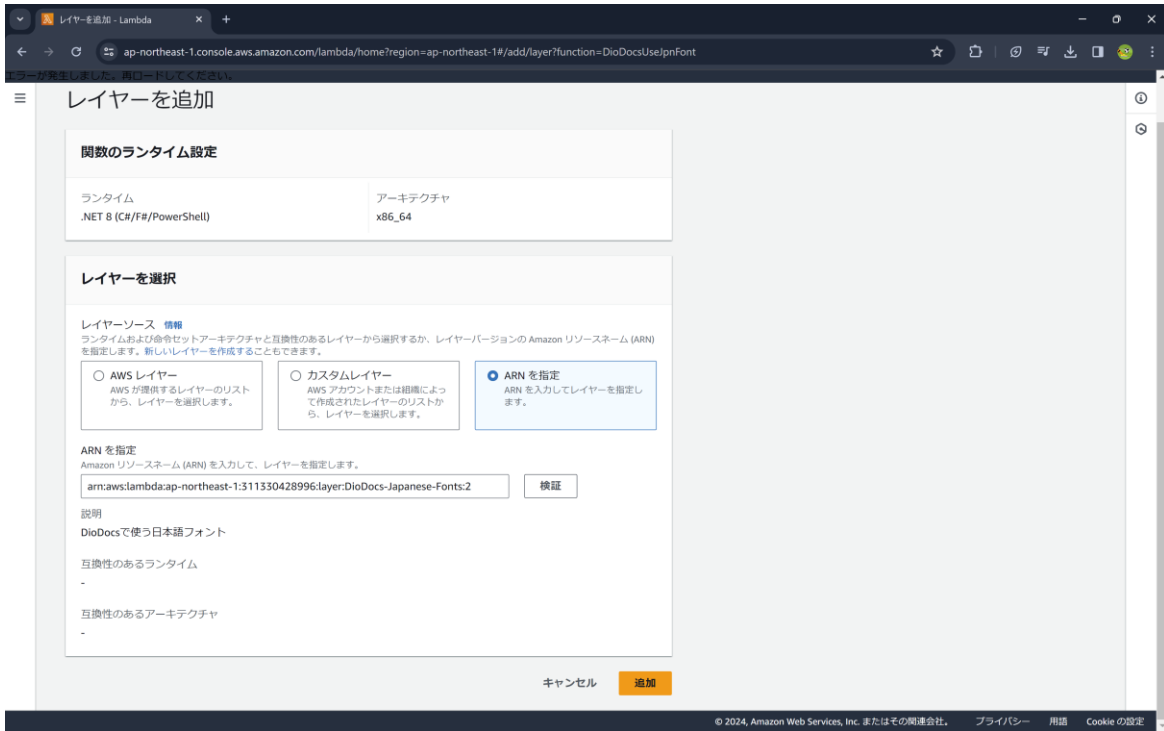 レイヤーを追加 - Lambda
ap-northeast-1.console.aws.amazon.com/lambda/home?region=ap-northeast-1#/add/layer?function=DioDocsUseJpnFont
エラーが発生しました。再ロードしてください。
レイヤーを追加
関数のランタイム設定
ランタイム アーキテクチャ
.NET 8 (C#/F#/PowerShell) x86_64
レイヤーを選択
レイヤーソース 情報
ランタイムおよび命令セットアーキテクチャと互換性のあるレイヤーから選択するか、レイヤーバージョンの Amazon リソースネーム (ARN)
を指定します。新しいレイヤーを作成することもできます。
AWS レイヤー
AWS が提供するレイヤーのリスト
から、レイヤーを選択します。
カスタムレイヤー
AWS アカウントまたは組織によっ
て作成されたレイヤーのリストか
ら、レイヤーを選択します。
ARN を指定
ARN を入力してレイヤーを指定し
ます。
ARN を指定
Amazon リソースネーム (ARN) を入力して、レイヤーを指定します。
arn:aws:lambda:ap-northeast-1:311330428996:layer:DioDocs-Japanese-Fonts:2 検証
説明
DioDocsで使う日本語フォント
互換性のあるランタイム
-
互換性のあるアーキテクチャ
-
キャンセル 追加
© 2024, Amazon Web Services, Inc. またはその関連会社。 プライバシー 用語 Cookie の設定